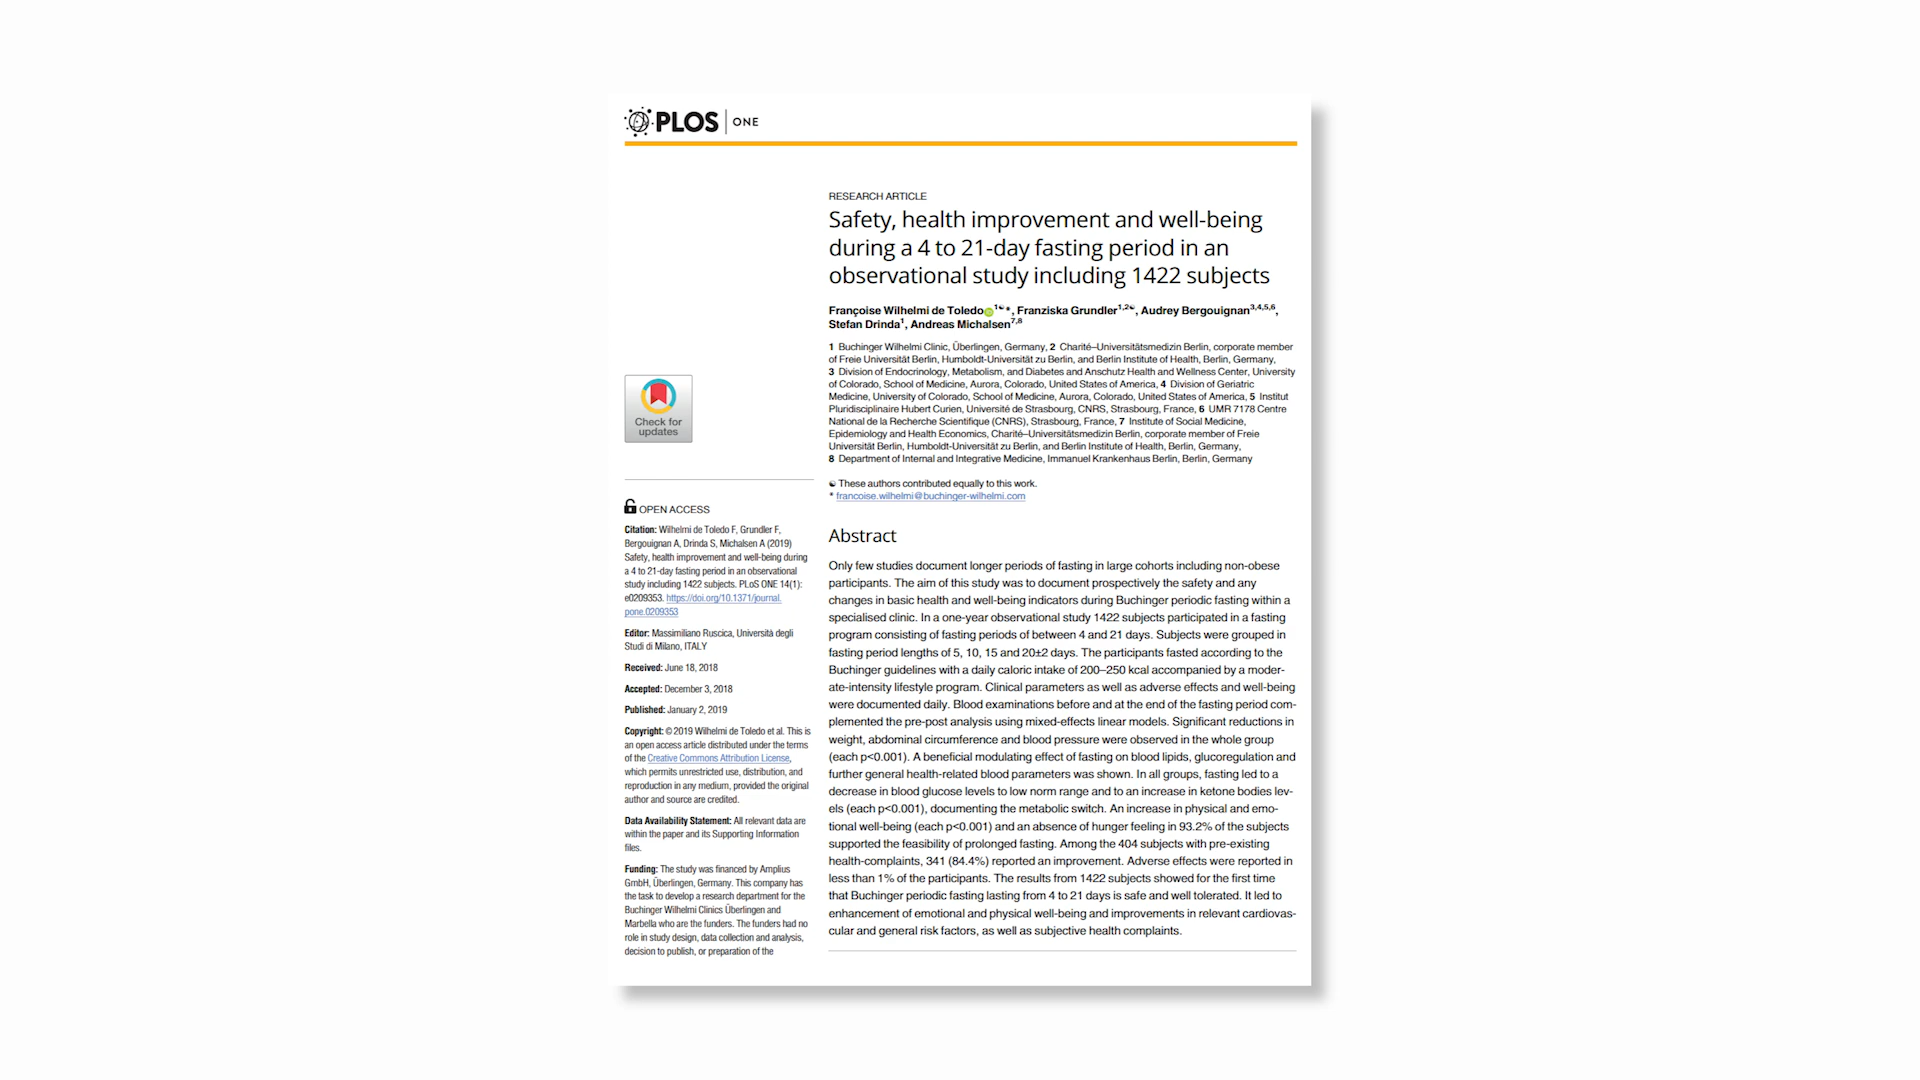 PLOS | ONE
RESEARCH ARTICLE
Safety, health improvement and well-being
during a 4 to 21-day fasting period in an
observational study including 1422 subjects
Françoise Wilhelmi de Toledo 1☯*, Franziska Grundler1,2☯, Audrey Bergouignan3,4,5,6,
Stefan Drinda1, Andreas Michalsen7,8
1 Buchinger Wilhelmi Clinic, Überlingen, Germany, 2 Charité–Universitätsmedizin Berlin, corporate member
of Freie Universität Berlin, Humboldt-Universität zu Berlin, and Berlin Institute of Health, Berlin, Germany,
3 Division of Endocrinology, Metabolism, and Diabetes and Anschutz Health and Wellness Center, University
of Colorado, School of Medicine, Aurora, Colorado, United States of America, 4 Division of Geriatric
Medicine, University of Colorado, School of Medicine, Aurora, Colorado, United States of America, 5 Institut
Pluridisciplinaire Hubert Curien, Université de Strasbourg, CNRS, Strasbourg, France, 6 UMR 7178 Centre
National de la Recherche Scientifique (CNRS), Strasbourg, France, 7 Institute of Social Medicine,
Epidemiology and Health Economics, Charité–Universitätsmedizin Berlin, corporate member of Freie
Universität Berlin, Humboldt-Universität zu Berlin, and Berlin Institute of Health, Berlin, Germany,
8 Department of Internal and Integrative Medicine, Immanuel Krankenhaus Berlin, Berlin, Germany
☯ These authors contributed equally to this work.
* francoise.wilhelmi@buchinger-wilhelmi.com
Abstract
Only few studies document longer periods of fasting in large cohorts including non-obese
participants. The aim of this study was to document prospectively the safety and any
changes in basic health and well-being indicators during Buchinger periodic fasting within a
specialised clinic. In a one-year observational study 1422 subjects participated in a fasting
program consisting of fasting periods of between 4 and 21 days. Subjects were grouped in
fasting period lengths of 5, 10, 15 and 20±2 days. The participants fasted according to the
Buchinger guidelines with a daily caloric intake of 200–250 kcal accompanied by a moder-
ate-intensity lifestyle program. Clinical parameters as well as adverse effects and well-being
were documented daily. Blood examinations before and at the end of the fasting period com-
plemented the pre-post analysis using mixed-effects linear models. Significant reductions in
weight, abdominal circumference and blood pressure were observed in the whole group
(each p<0.001). A beneficial modulating effect of fasting on blood lipids, glucoregulation and
further general health-related blood parameters was shown. In all groups, fasting led to a
decrease in blood glucose levels to low norm range and to an increase in ketone bodies lev-
els (each p<0.001), documenting the metabolic switch. An increase in physical and emo-
tional well-being (each p<0.001) and an absence of hunger feeling in 93.2% of the subjects
supported the feasibility of prolonged fasting. Among the 404 subjects with pre-existing
health-complaints, 341 (84.4%) reported an improvement. Adverse effects were reported in
less than 1% of the participants. The results from 1422 subjects showed for the first time
that Buchinger periodic fasting lasting from 4 to 21 days is safe and well tolerated. It led to
enhancement of emotional and physical well-being and improvements in relevant cardiovas-
cular and general risk factors, as well as subjective health complaints.
Check for
updates
OPEN ACCESS
Citation: Wilhelmi de Toledo F, Grundler F,
Bergouignan A, Drinda S, Michalsen A (2019)
Safety, health improvement and well-being during
a 4 to 21-day fasting period in an observational
study including 1422 subjects. PLoS ONE 14(1):
e0209353. https://doi.org/10.1371/journal.
pone.0209353
Editor: Massimiliano Ruscica, Università degli
Studi di Milano, ITALY
Received: June 18, 2018
Accepted: December 3, 2018
Published: January 2, 2019
Copyright: © 2019 Wilhelmi de Toledo et al. This is
an open access article distributed under the terms
of the Creative Commons Attribution License,
which permits unrestricted use, distribution, and
reproduction in any medium, provided the original
author and source are credited.
Data Availability Statement: All relevant data are
within the paper and its Supporting Information
files.
Funding: The study was financed by Amplius
GmbH, Überlingen, Germany. This company has
the task to develop a research department for the
Buchinger Wilhelmi Clinics Überlingen and
Marbella who are the funders. The funders had no
role in study design, data collection and analysis,
decision to publish, or preparation of the